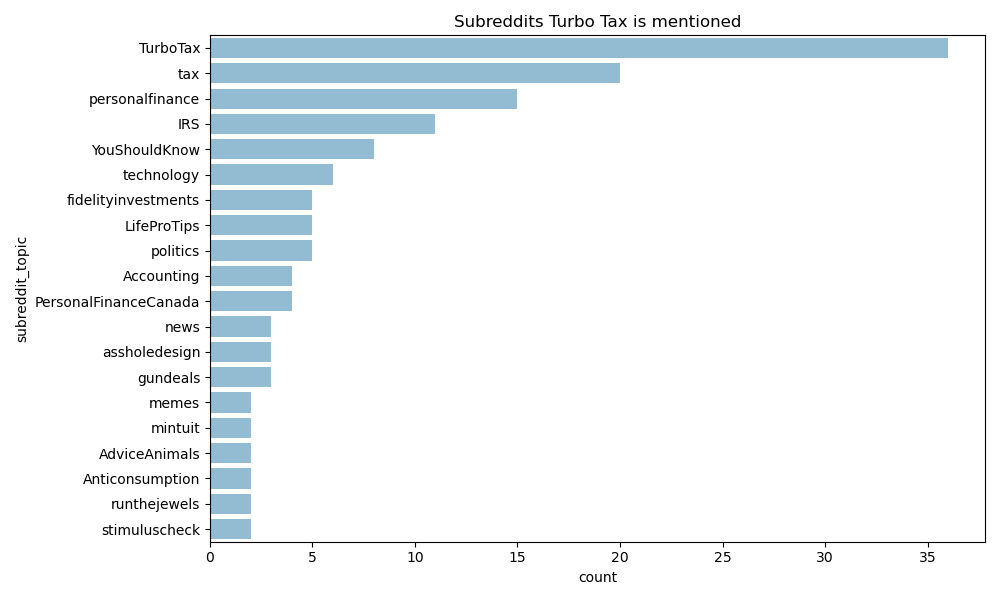 Subreddits Turbo Tax is mentioned
TurboTax
tax
personalfinance
IRS
YouShouldKnow
technology
fidelityinvestments
LifeProTips
politics
Accounting
PersonalFinanceCanada
news
assholedesign
gundeals
memes
mintuit
AdviceAnimals
Anticonsumption
runthejewels
stimuluscheck
subreddit_topic
0 5 10 15 20 25 30 35
count